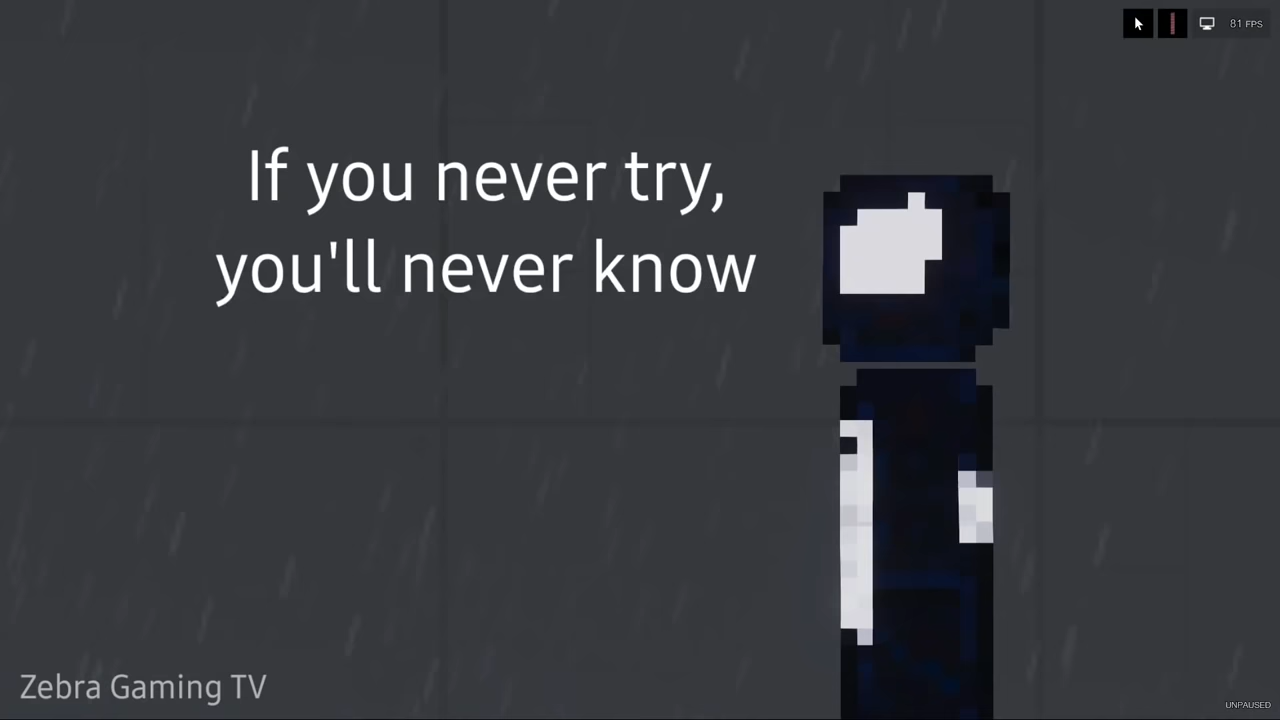 81 FPS
If you never try,
you'll never know
Zebra Gaming TV
UNPAUSED